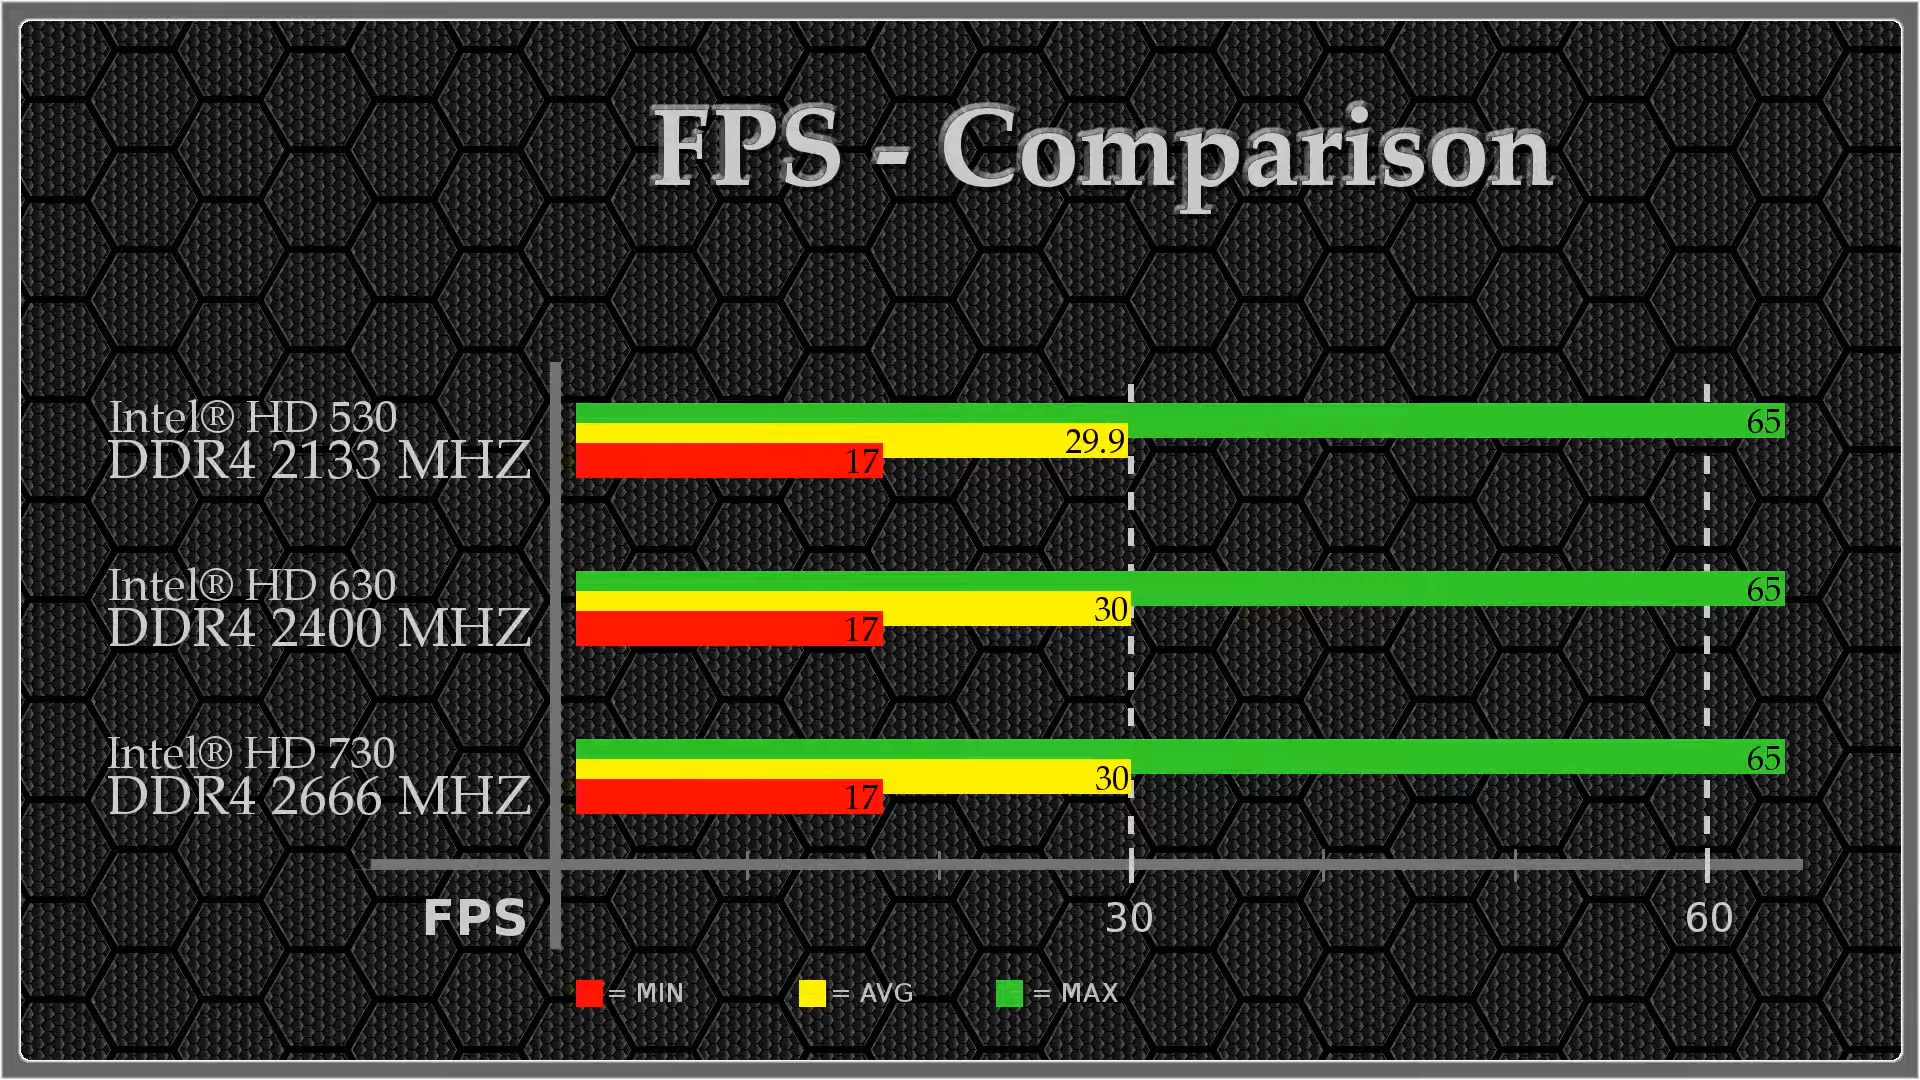 FPS - Comparison
Intel® HD 530
DDR4 2133 MHZ
65
29.9
17
Intel® HD 630
DDR4 2400 MHZ
65
30
17
Intel® HD 730
DDR4 2666 MHZ
65
30
17
FPS
30
60
= MIN
= AVG
= MAX